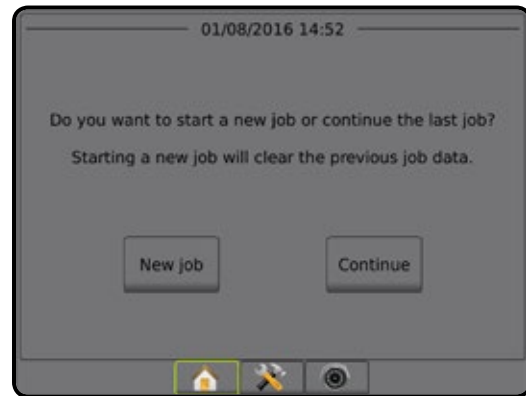 01/08/2016 14:52
Do you want to start a new job or continue the last job?
Starting a new job will clear the previous job data.
New job
Continue